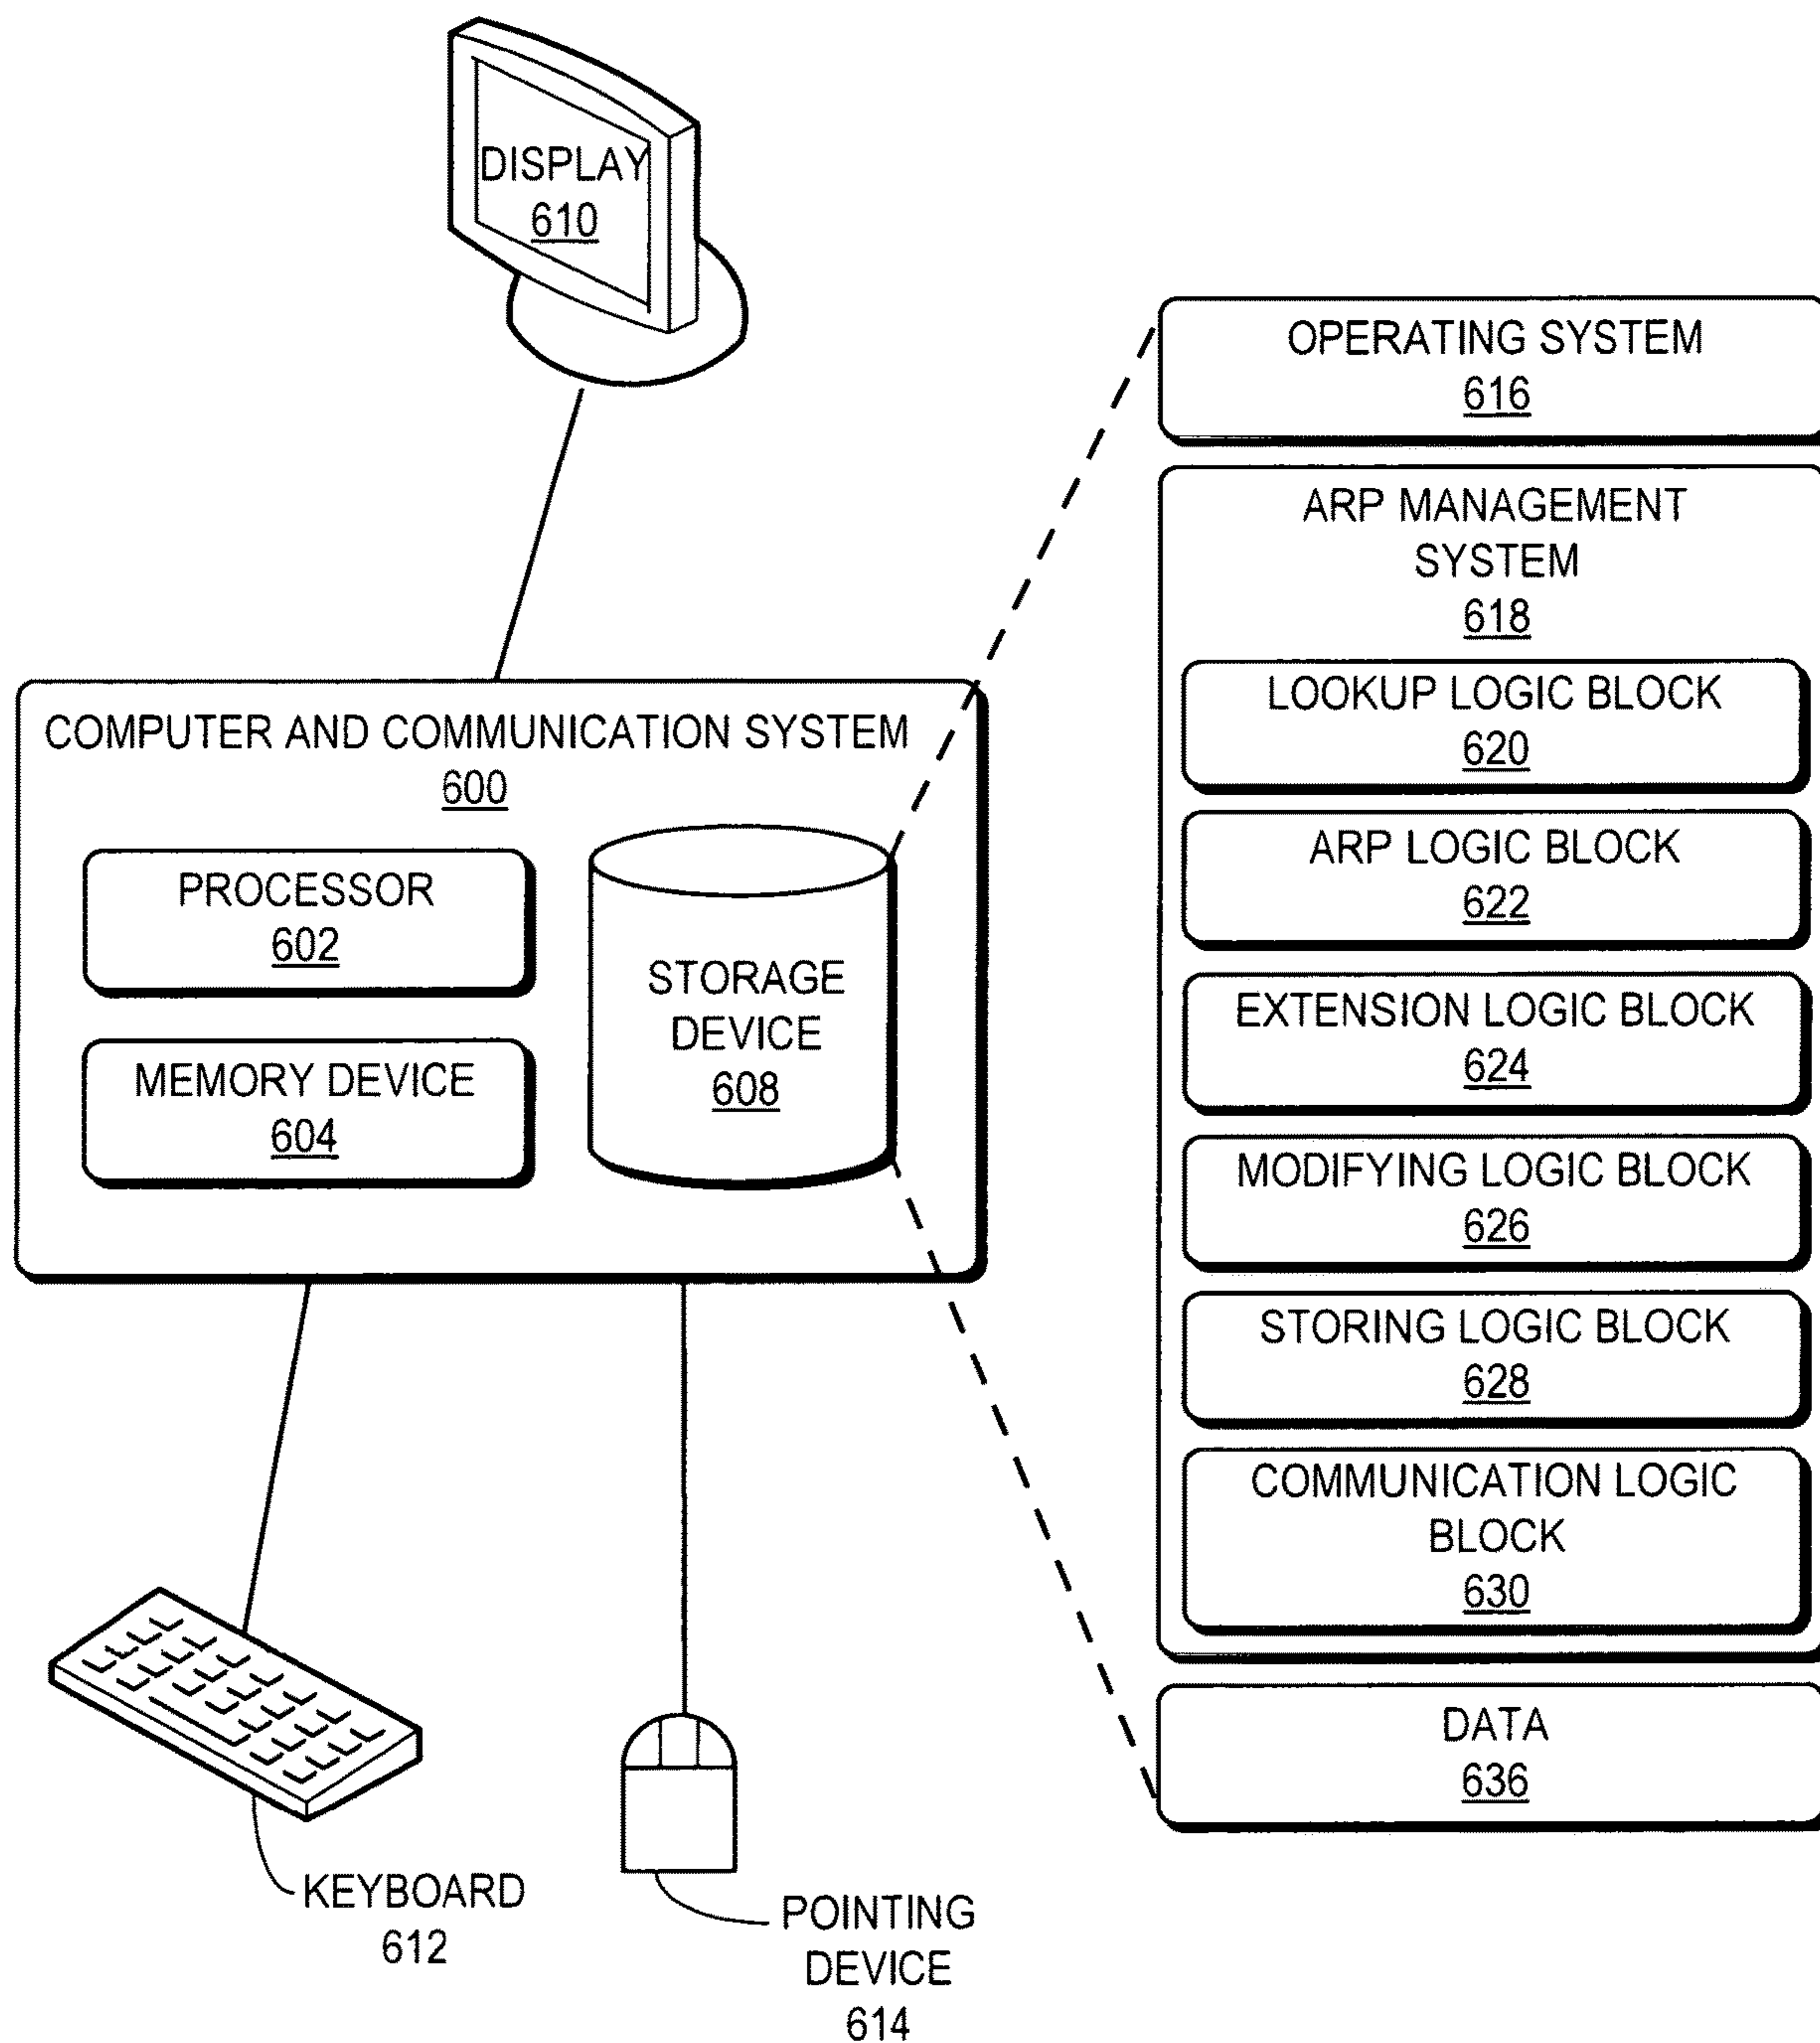 DISPLAY
610
COMPUTER AND COMMUNICATION SYSTEM
600
PROCESSOR
602
MEMORY DEVICE
604
STORAGE
DEVICE
608
KEYBOARD
612
POINTING
DEVICE
614
OPERATING SYSTEM
616
ARP MANAGEMENT
SYSTEM
618
LOOKUP LOGIC BLOCK
620
ARP LOGIC BLOCK
622
EXTENSION LOGIC BLOCK
624
MODIFYING LOGIC BLOCK
626
STORING LOGIC BLOCK
628
COMMUNICATION LOGIC
BLOCK
630
DATA
636